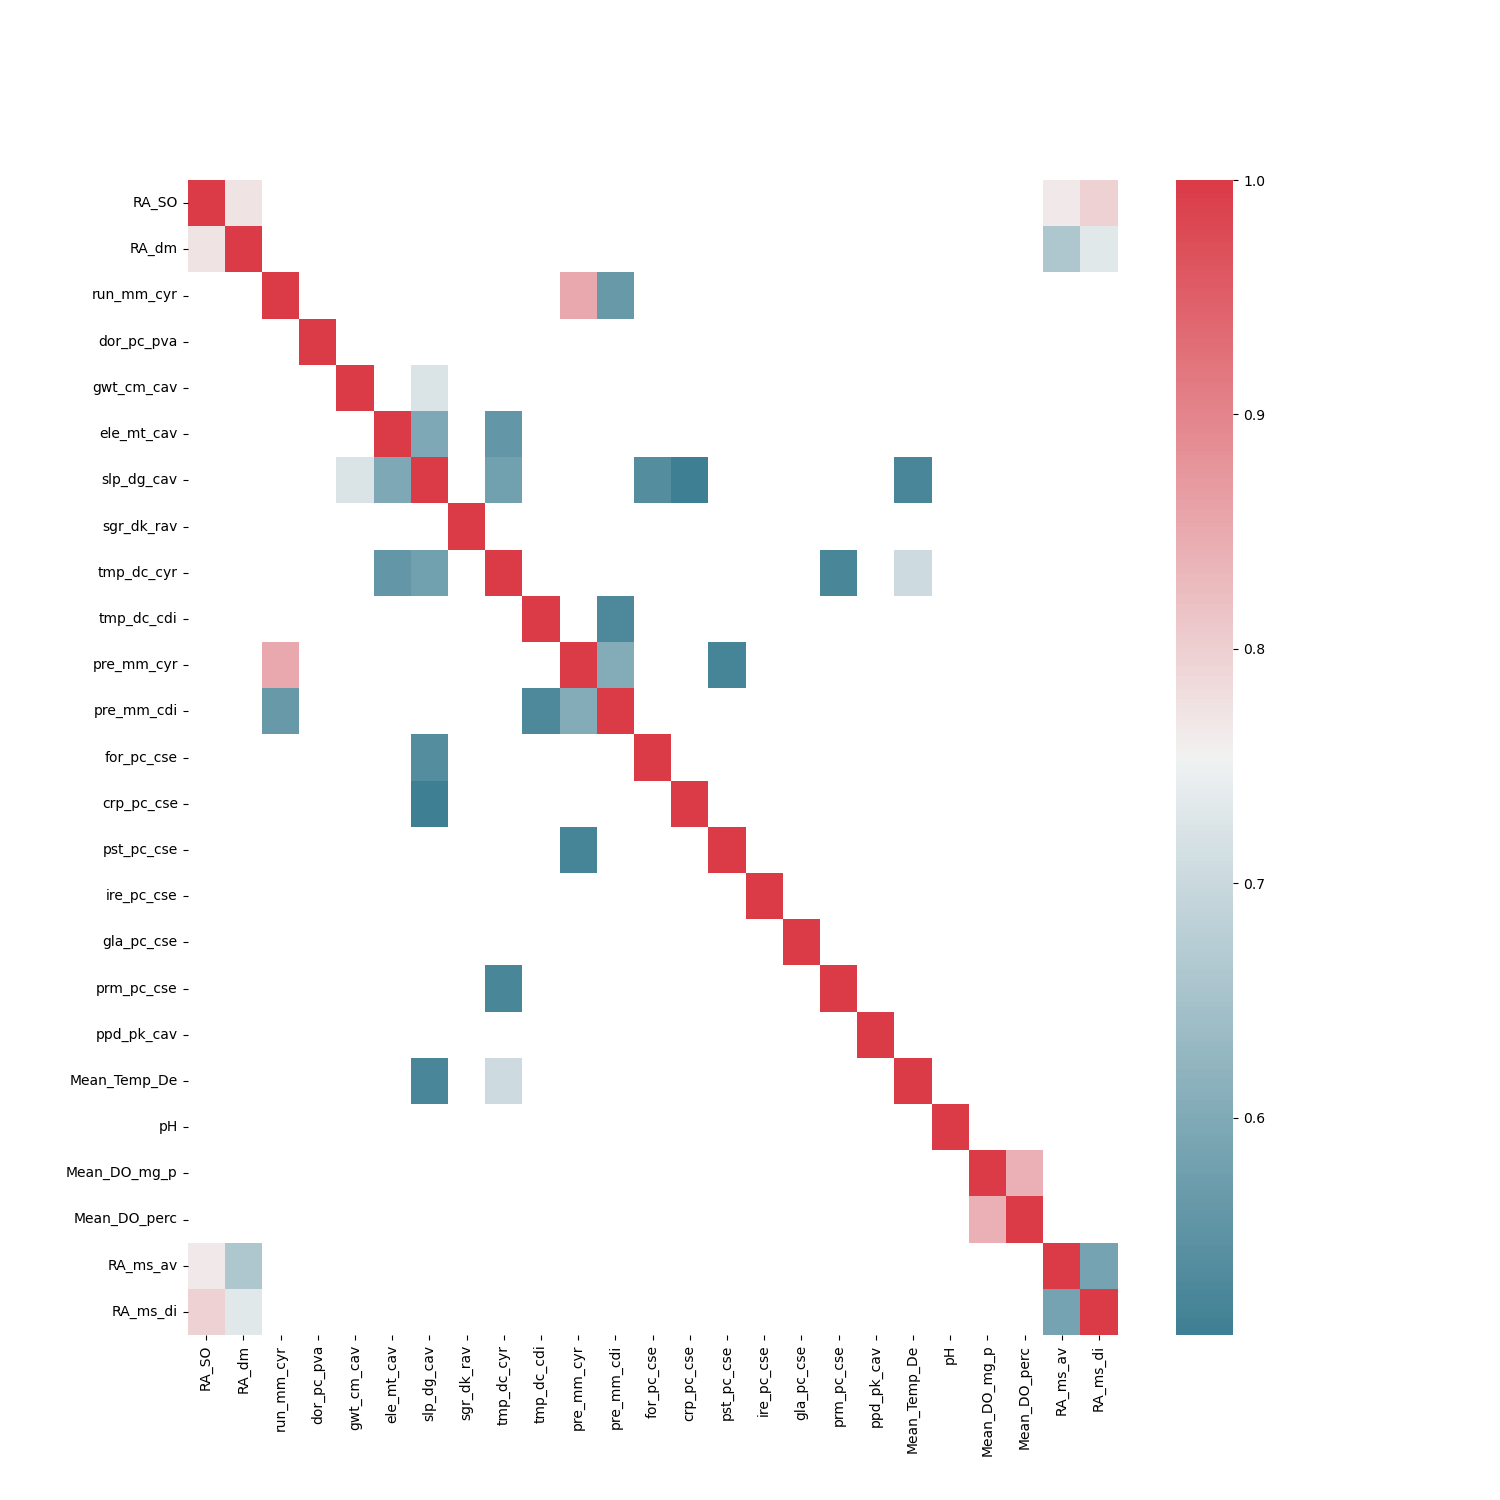 RA_SO
RA_dm
run_mm_cyr
dor_pc_pva
gwt_cm_cav
ele_mt_cav
slp_dg_cav
sgr_dk_rav
tmp_dc_cyr
tmp_dc_cdi
pre_mm_cyr
pre_mm_cdi
for_pc_cse
crp_pc_cse
pst_pc_cse
ire_pc_cse
gla_pc_cse
prm_pc_cse
ppd_pk_cav
Mean_Temp_De
pH
Mean_DO_mg_p
Mean_DO_perc
RA_ms_av
RA_ms_di
RA_SO
RA_dm
run_mm_cyr
dor_pc_pva
gwt_cm_cav
ele_mt_cav
slp_dg_cav
sgr_dk_rav
tmp_dc_cyr
tmp_dc_cdi
pre_mm_cyr
pre_mm_cdi
for_pc_cse
crp_pc_cse
pst_pc_cse
ire_pc_cse
gla_pc_cse
prm_pc_cse
ppd_pk_cav
Mean_Temp_De
pH
Mean_DO_mg_p
Mean_DO_perc
RA_ms_av
RA_ms_di
1.0
0.9
0.8
0.7
0.6